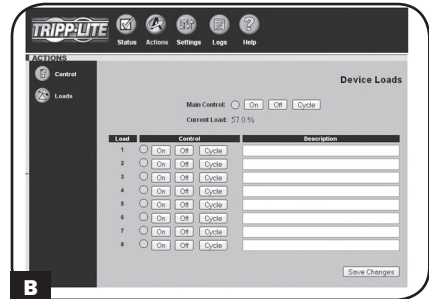 TRIPP·LITE
Status Actions Settings Logs Help
ACTIONS
Control
Loads
Device Loads
Main Control: On Off Cycle
Current Load: 57.0 %
Load Control Description
1 On Off Cycle
2 On Off Cycle
3 On Off Cycle
4 On Off Cycle
5 On Off Cycle
6 On Off Cycle
7 On Off Cycle
8 On Off Cycle
Save Changes
B